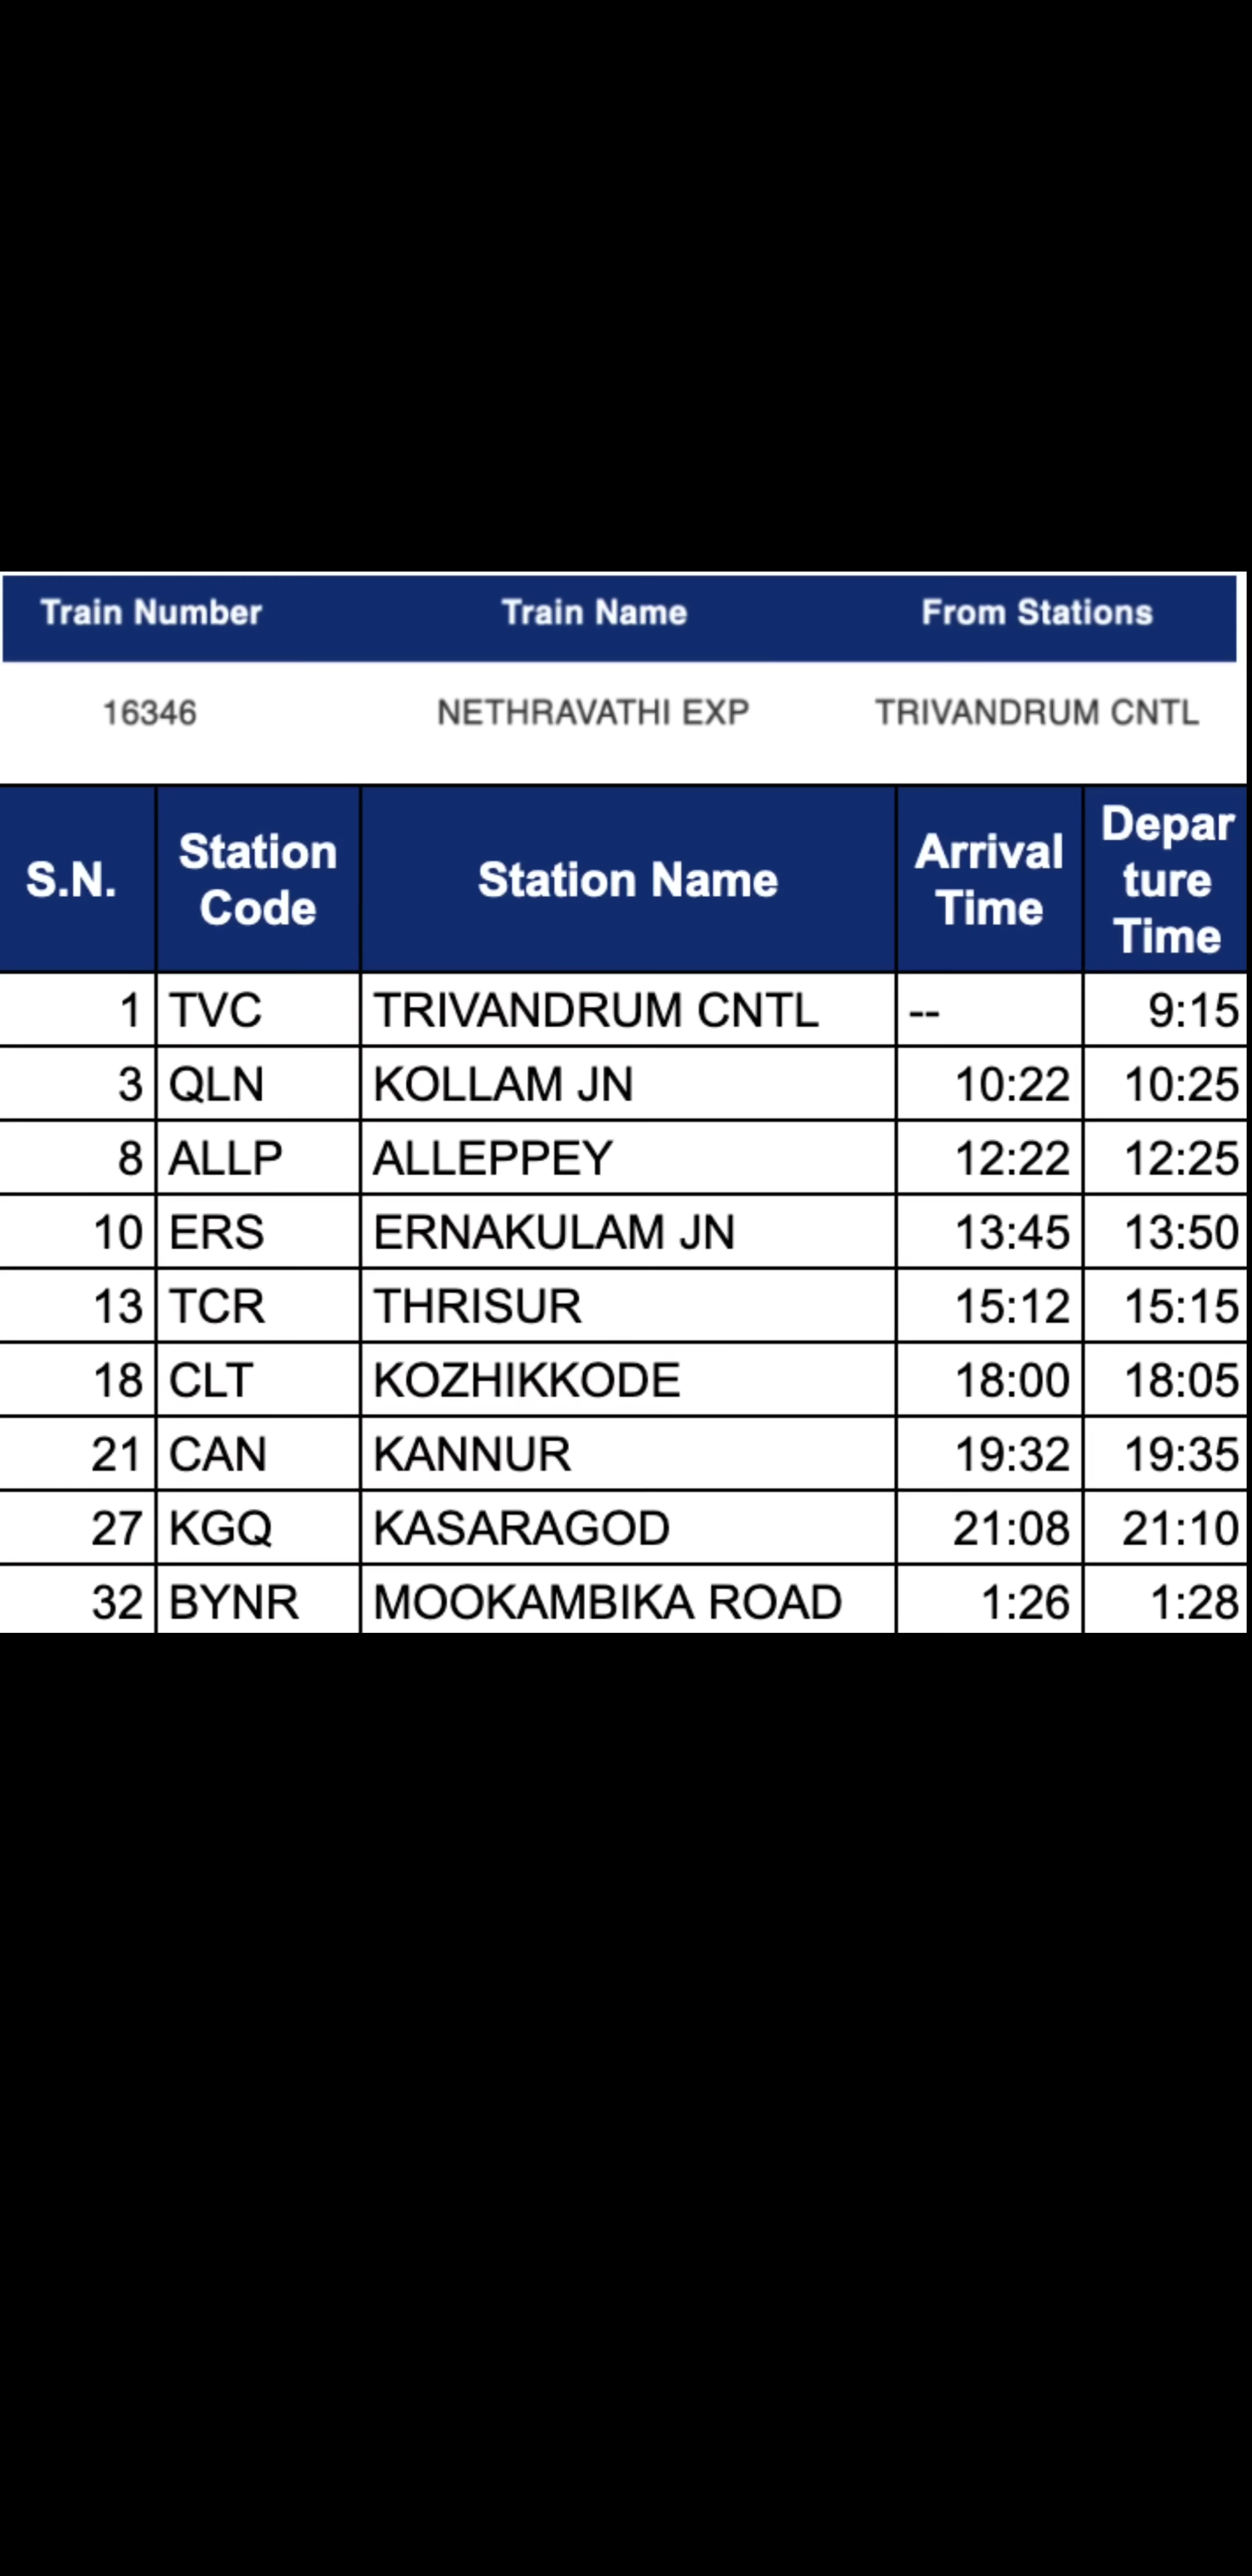 Train Number Train Name From Stations
16346 NETHRAVATHI EXP TRIVANDRUM CNTL
S.N. Station Code Station Name Arrival Time Depar ture Time
1 TVC TRIVANDRUM CNTL -- 9:15
3 QLN KOLLAM JN 10:22 10:25
8 ALLP ALLEPPEY 12:22 12:25
10 ERS ERNAKULAM JN 13:45 13:50
13 TCR THRISUR 15:12 15:15
18 CLT KOZHIKKODE 18:00 18:05
21 CAN KANNUR 19:32 19:35
27 KGQ KASARAGOD 21:08 21:10
32 BYNR MOOKAMBIKA ROAD 1:26 1:28